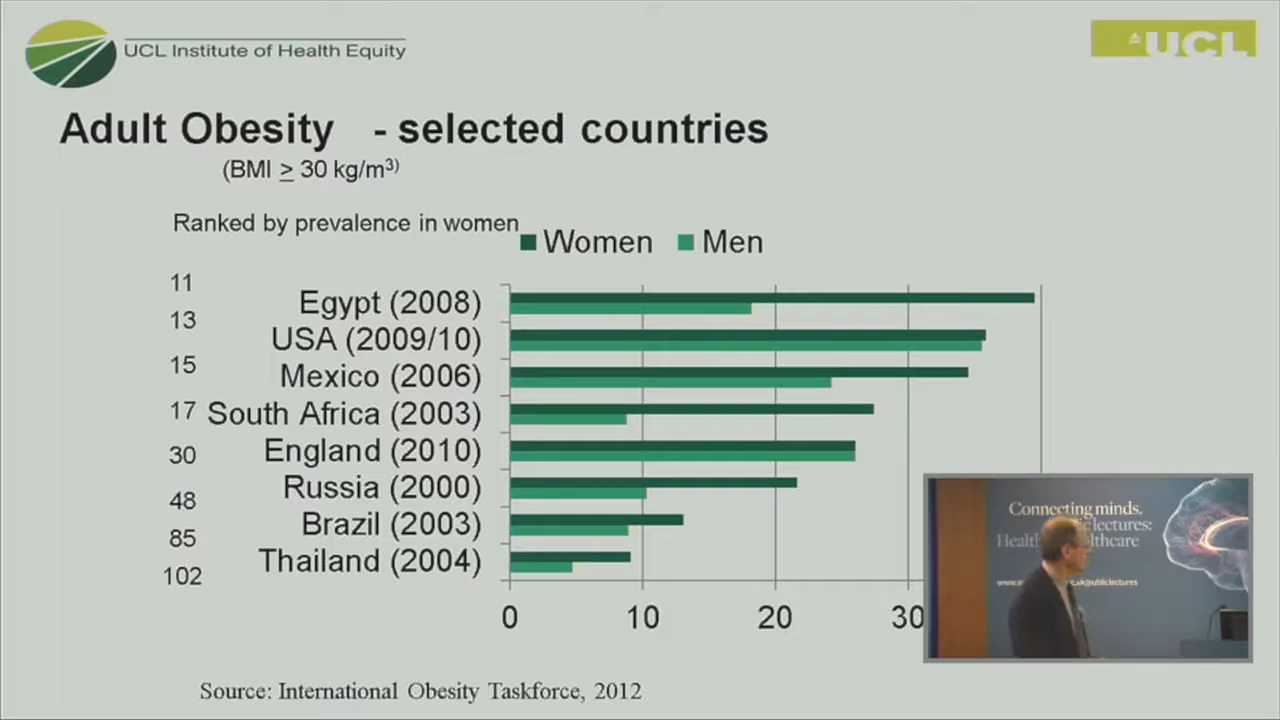 UCL Institute of Health Equity
UCL
Adult Obesity - selected countries
(BMI ≥ 30 kg/m³⁾
Ranked by prevalence in women
Women Men
11
Egypt (2008)
13
USA (2009/10)
15
Mexico (2006)
17 South Africa (2003)
30 England (2010)
48 Russia (2000)
85 Brazil (2003)
102 Thailand (2004)
0 10 20 30
Connecting minds.
lectures:
Health
www
.uk/publiclectures
Source: International Obesity Taskforce, 2012